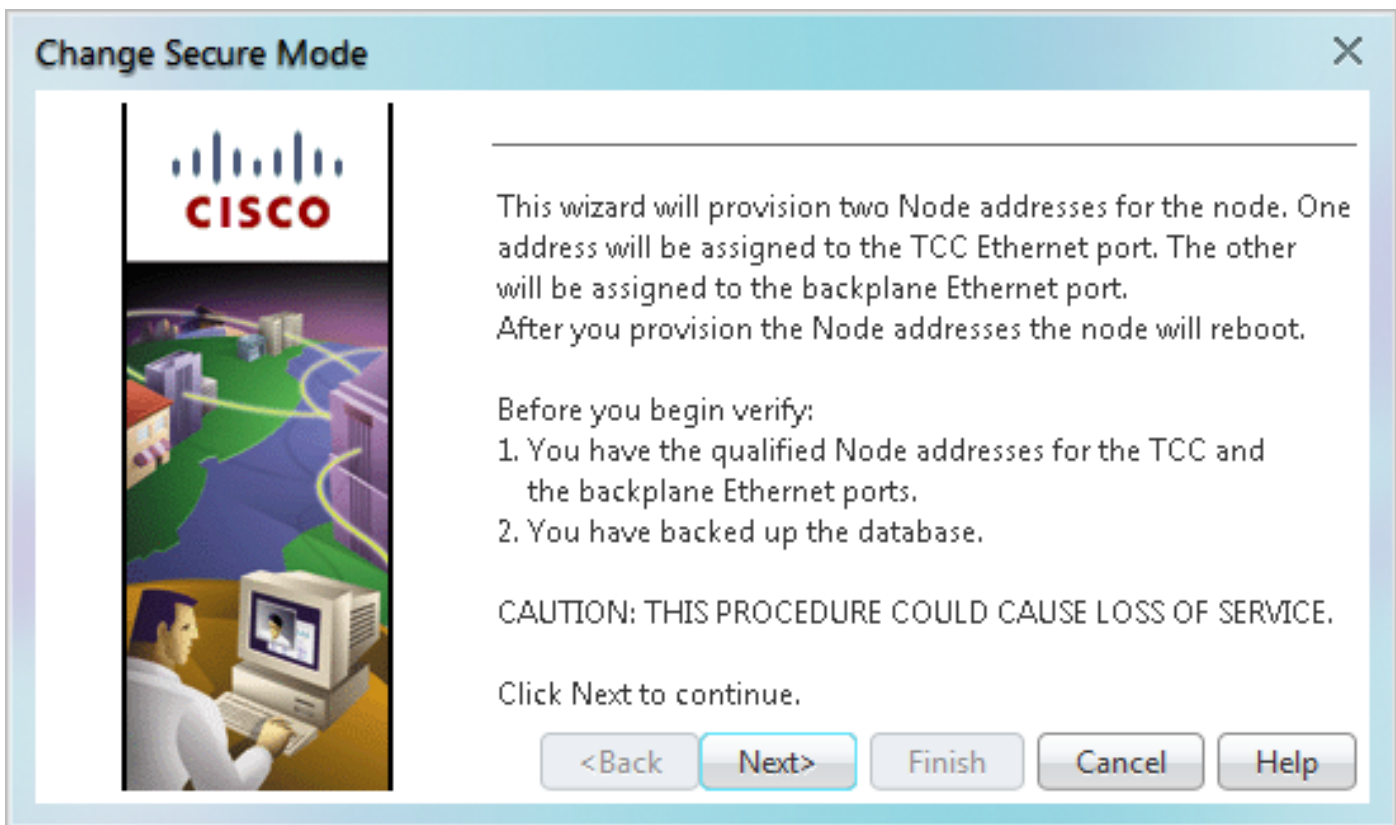 Change Secure Mode
CISCO
This wizard will provision two Node addresses for the node. One
address will be assigned to the TCC Ethernet port. The other
will be assigned to the backplane Ethernet port.
After you provision the Node addresses the node will reboot.
Before you begin verify:
1. You have the qualified Node addresses for the TCC and
the backplane Ethernet ports.
2. You have backed up the database.
CAUTION: THIS PROCEDURE COULD CAUSE LOSS OF SERVICE.
Click Next to continue.
<Back Next> Finish Cancel Help